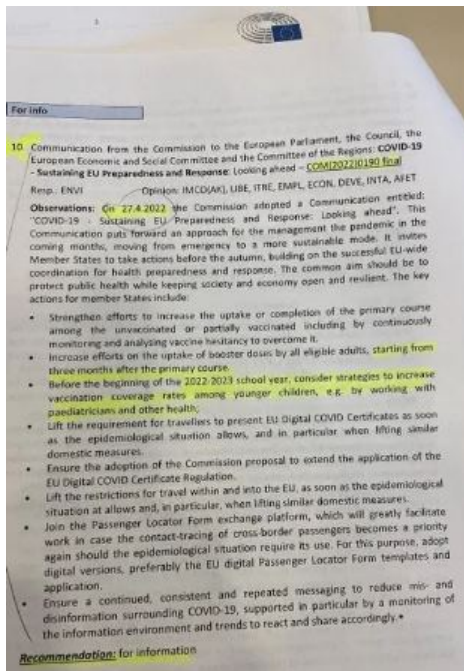 3
For info
10. Communication from the Commission to the European Parliament, the Council, the
European Economic and Social Committee and the Committee of the Regions: COVID-19
– Sustaining EU Preparedness and Response: Looking ahead – COM(2022)0190 final
Resp.: ENVI Opinion: IMCO(AK), LIBE, ITRE, EMPL, ECON, DEVE, INTA, AFET
Observations: On 27.4.2022 the Commission adopted a Communication entitled:
"COVID-19 - Sustaining EU Preparedness and Response: Looking ahead". This
Communication puts forward an approach for the management the pandemic in the
coming months, moving from emergency to a more sustainable mode. It invites
Member States to take actions before the autumn, building on the successful EU-wide
coordination for health preparedness and response. The common aim should be to
protect public health while keeping society and economy open and resilient. The key
actions for member States include:
• Strengthen efforts to increase the uptake or completion of the primary course
among the unvaccinated or partially vaccinated including by continuously
monitoring and analysing vaccine hesitancy to overcome it.
• Increase efforts on the uptake of booster doses by all eligible adults, starting from
three months after the primary course.
• Before the beginning of the 2022-2023 school year, consider strategies to increase
vaccination coverage rates among younger children, e.g. by working with
paediatricians and other health;
• Lift the requirement for travellers to present EU Digital COVID Certificates as soon
as the epidemiological situation allows, and in particular when lifting similar
domestic measures.
• Ensure the adoption of the Commission proposal to extend the application of the
EU Digital COVID Certificate Regulation.
• Lift the restrictions for travel within and into the EU, as soon as the epidemiological
situation at allows and, in particular, when lifting similar domestic measures.
• Join the Passenger Locator Form exchange platform, which will greatly facilitate
work in case the contact-tracing of cross-border passengers becomes a priority
again should the epidemiological situation require its use. For this purpose, adopt
digital versions, preferably the EU digital Passenger Locator Form templates and
application.
• Ensure a continued, consistent and repeated messaging to reduce mis- and
disinformation surrounding COVID-19, supported in particular by a monitoring of
the information environment and trends to react and share accordingly.
Recommendation: for information